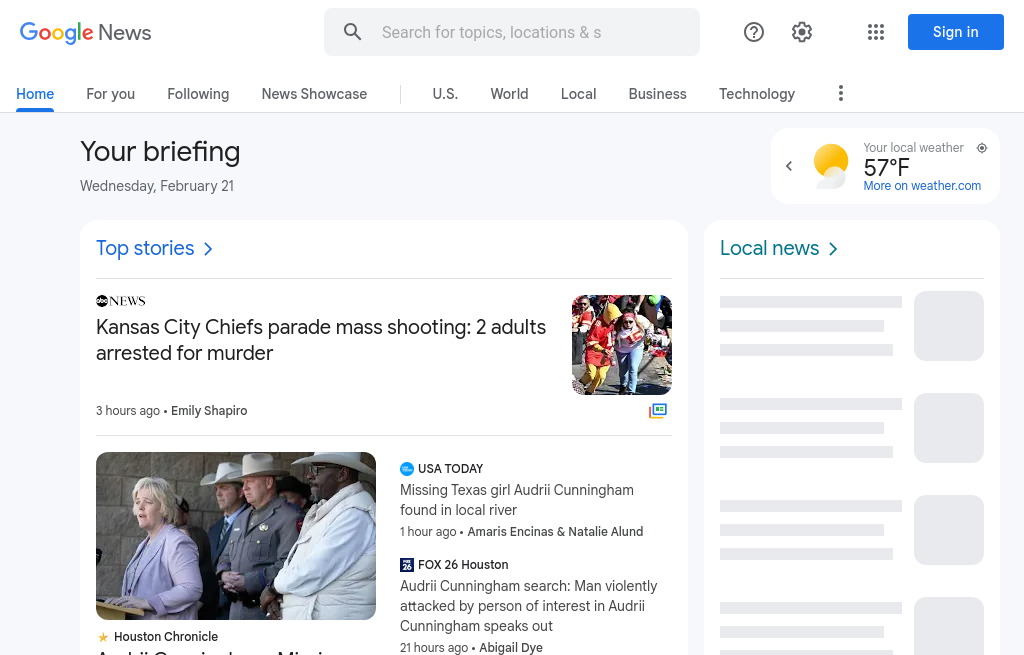 Google News
Search for topics, locations & s
Sign in
Home
For you
Following
News Showcase
U.S.
World
Local
Business
Technology
Your briefing
Wednesday, February 21
Your local weather
57°F
More on weather.com
Top stories
abc NEWS
Kansas City Chiefs parade mass shooting: 2 adults
arrested for murder
3 hours ago • Emily Shapiro
Houston Chronicle
USA TODAY
Missing Texas girl Audrii Cunningham
found in local river
1 hour ago • Amaris Encinas & Natalie Alund
FOX 26
FOX 26 Houston
Audrii Cunningham search: Man violently
attacked by person of interest in Audrii
Cunningham speaks out
21 hours ago • Abigail Dye
Local news